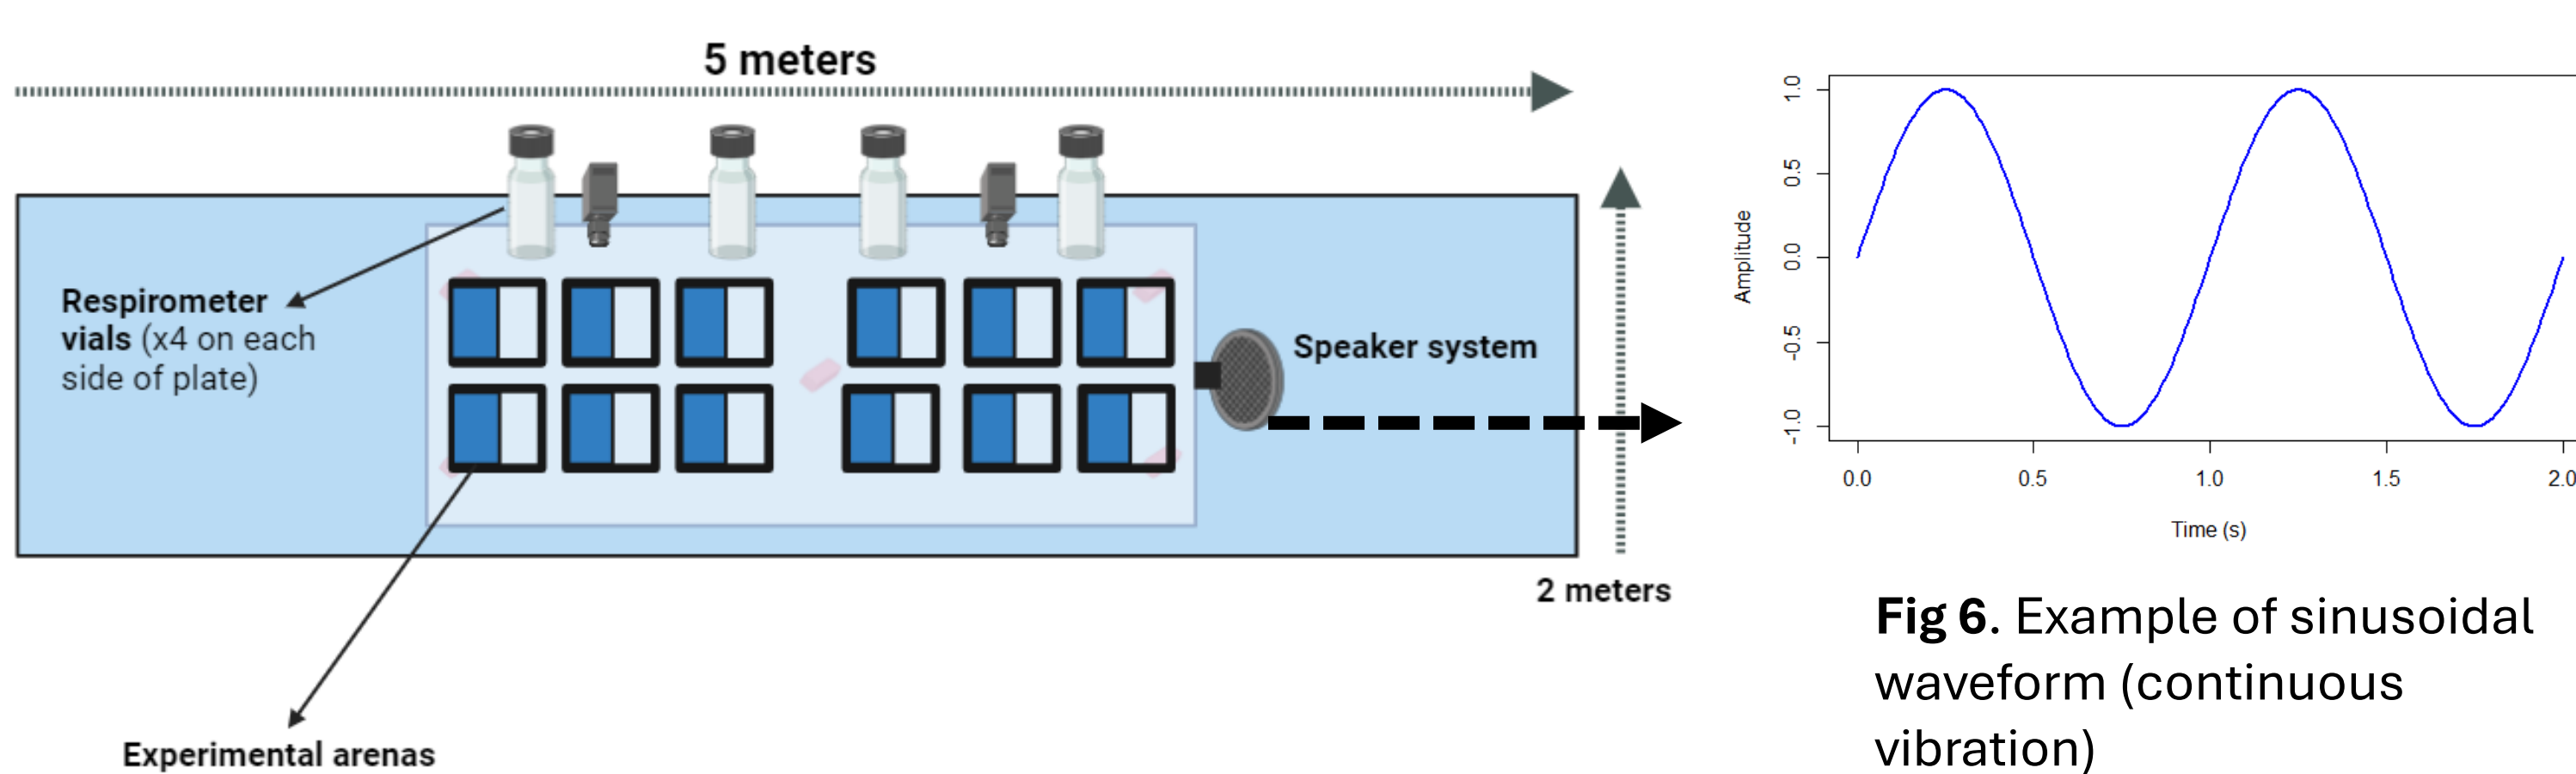 5 meters
Respirometer
vials (x4 on each
side of plate)
Speaker system
2 meters
Experimental arenas
Amplitude
1.0
0.5
0.0
-0.5
-1.0
0.0 0.5 1.0 1.5 2.0
Time (s)
Fig 6. Example of sinusoidal
waveform (continuous
vibration)